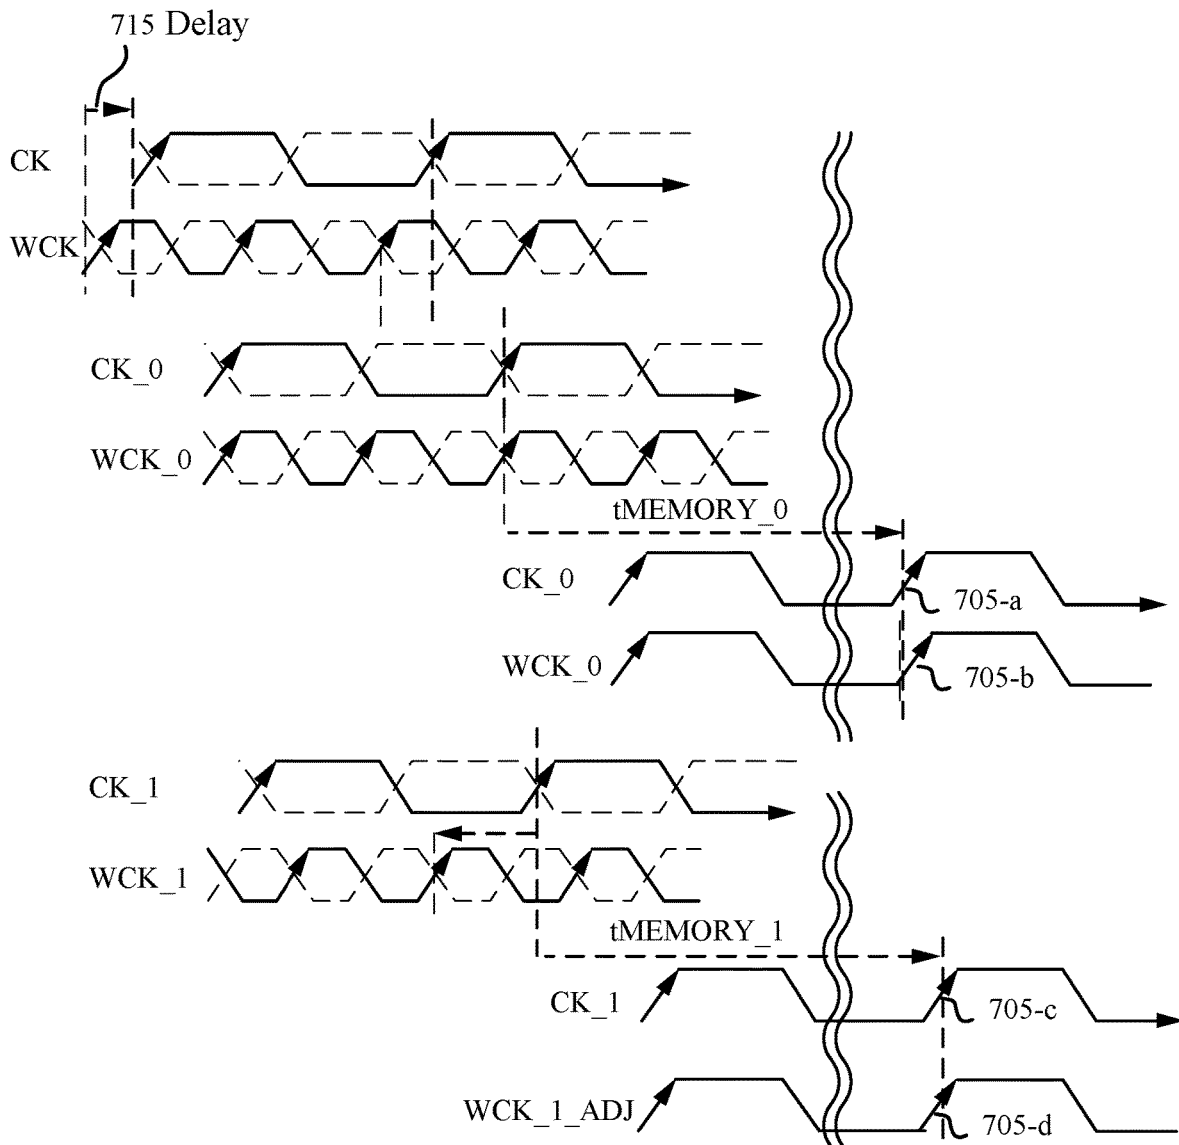 715 Delay
CK
WCK
CK_0
WCK_0
tMEMORY_0
CK_0
705-a
WCK_0
705-b
CK_1
WCK_1
tMEMORY_1
CK_1
705-c
WCK_1_ADJ
705-d